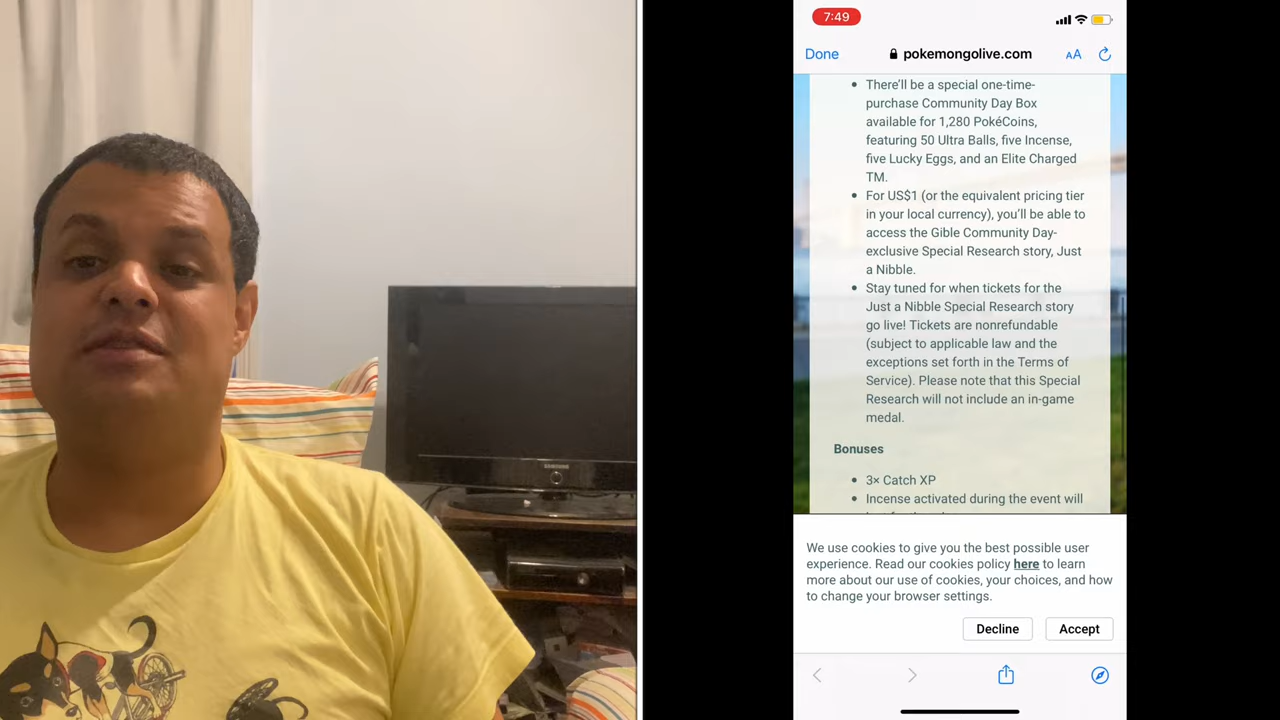 SAMSUNG
7:49
Done
pokemongolive.com
AA
There'll be a special one-time-
purchase Community Day Box
available for 1,280 PokéCoins,
featuring 50 Ultra Balls, five Incense,
five Lucky Eggs, and an Elite Charged
TM.
For US$1 (or the equivalent pricing tier
in your local currency), you'll be able to
access the Gible Community Day-
exclusive Special Research story, Just
a Nibble.
Stay tuned for when tickets for the
Just a Nibble Special Research story
go live! Tickets are nonrefundable
(subject to applicable law and the
exceptions set forth in the Terms of
Service). Please note that this Special
Research will not include an in-game
medal.
Bonuses
3× Catch XP
Incense activated during the event will
We use cookies to give you the best possible user
experience. Read our cookies policy here to learn
more about our use of cookies, your choices, and how
to change your browser settings.
Decline
Accept